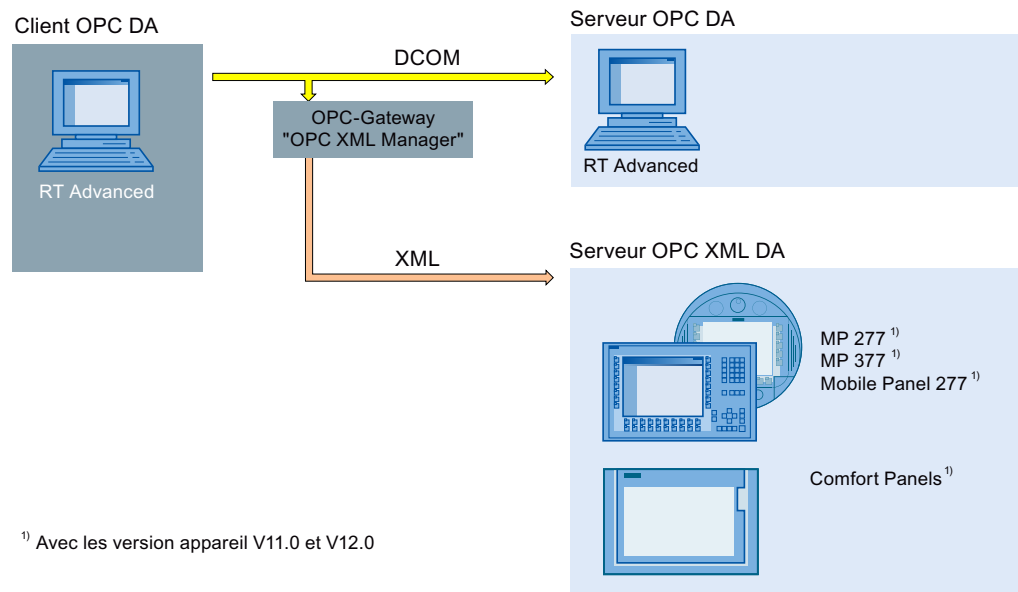 Client OPC DA
RT Advanced
DCOM
OPC-Gateway
"OPC XML Manager"
XML
Serveur OPC DA
RT Advanced
Serveur OPC XML DA
MP 277 1)
MP 377 1)
Mobile Panel 277 1)
Comfort Panels 1)
1) Avec les version appareil V11.0 et V12.0